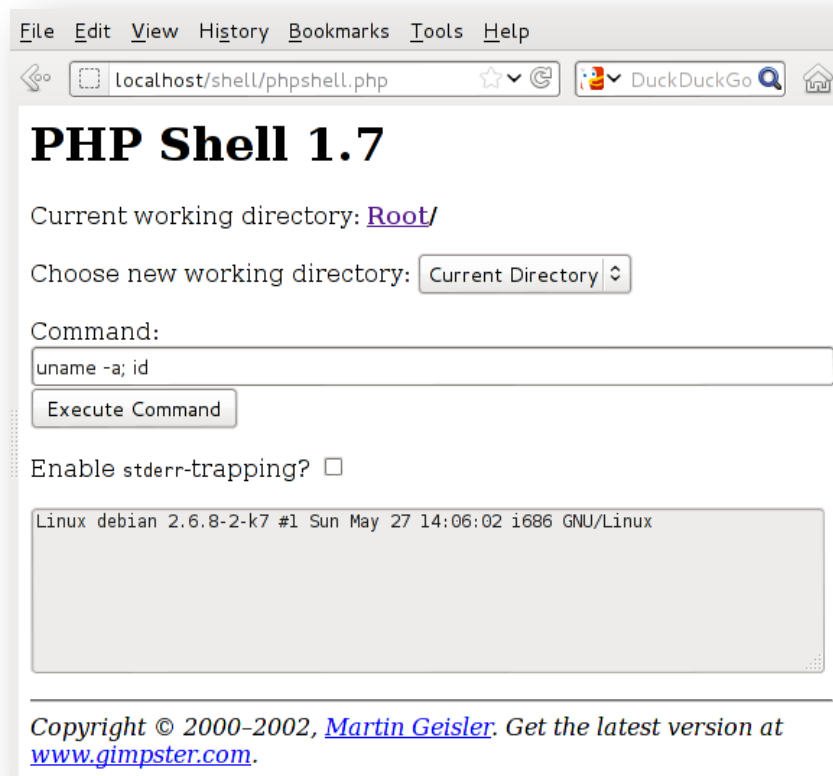 File Edit View History Bookmarks Tools Help
localhost/shell/phpshell.php DuckDuckGo
PHP Shell 1.7
Current working directory: Root/
Choose new working directory: Current Directory
Command:
uname -a; id
Execute Command
Enable stderr-trapping?
Linux debian 2.6.8-2-k7 #1 Sun May 27 14:06:02 i686 GNU/Linux
Copyright © 2000–2002, Martin Geisler. Get the latest version at
www.gimpster.com.